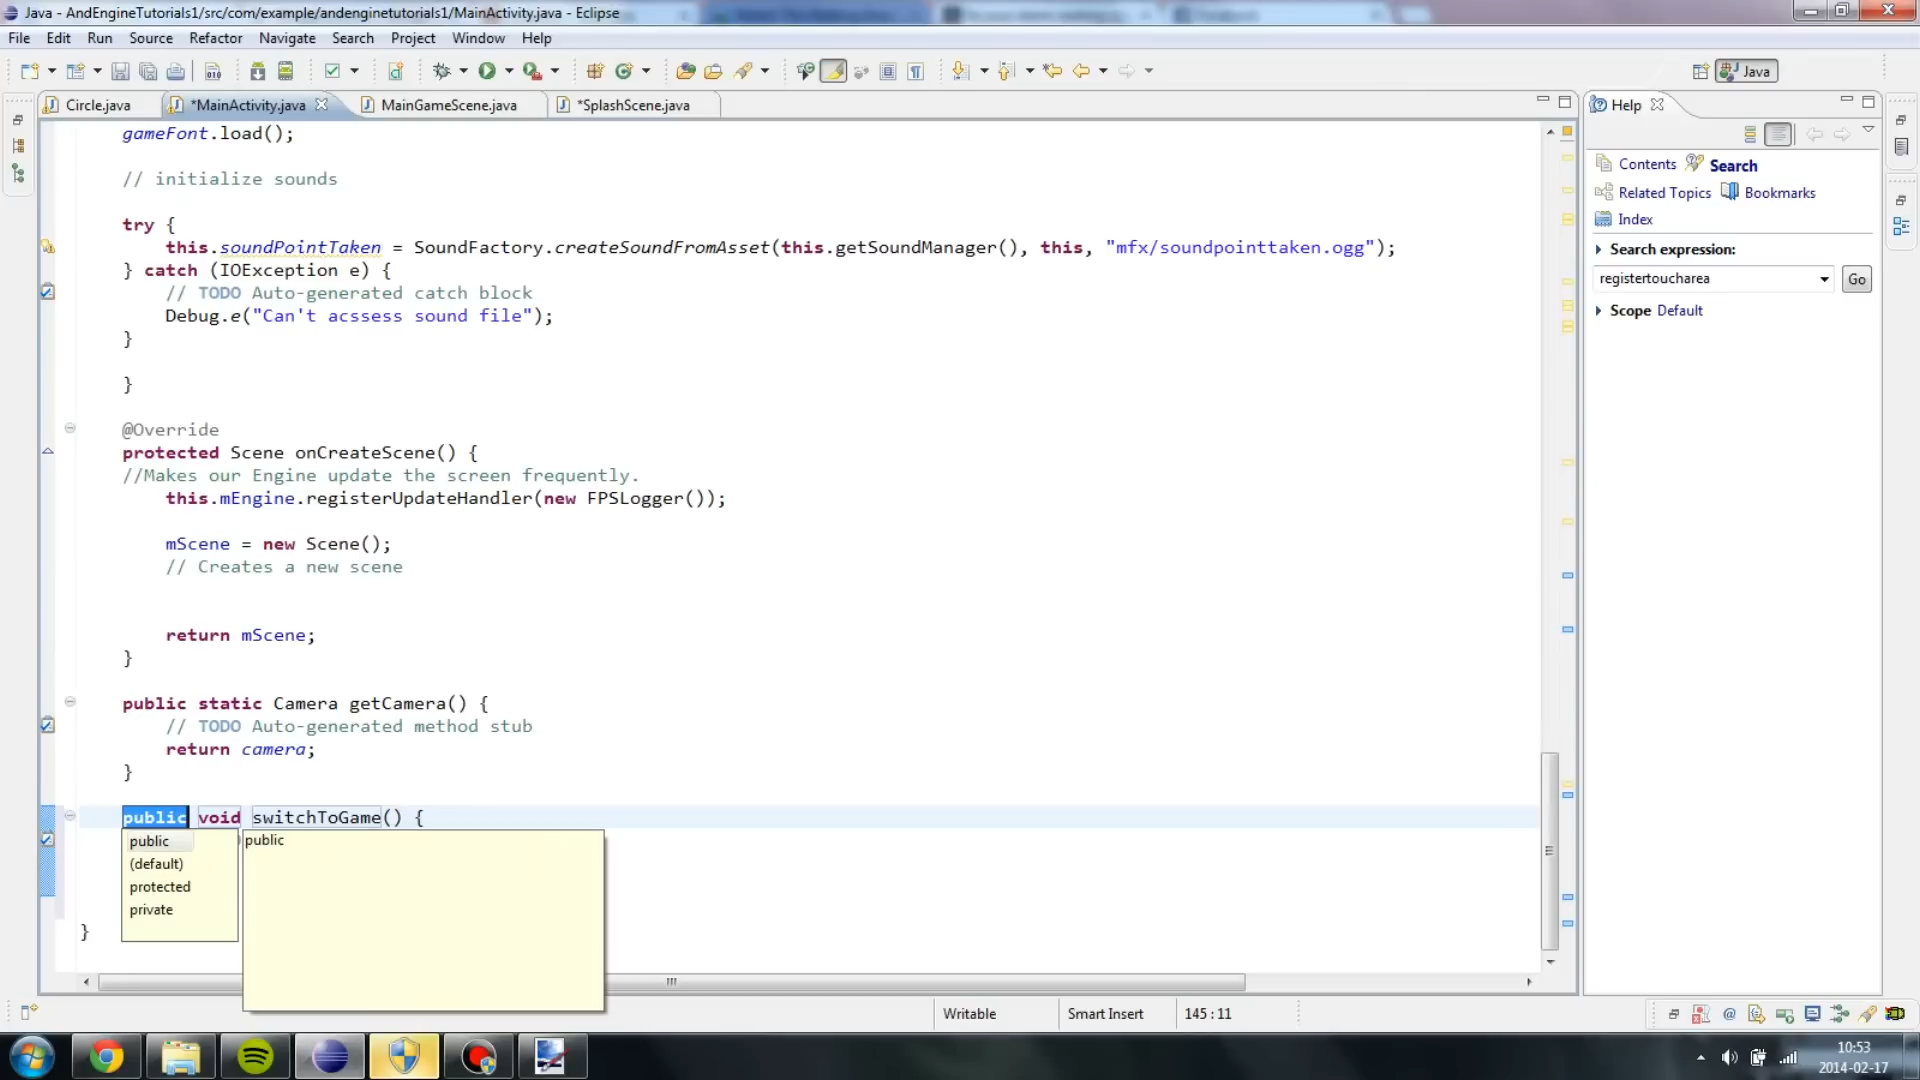 Java - AndEngineTutorials1/src/com/example/andenginetutorials1/MainActivity.java - Eclipse
File Edit Run Source Refactor Navigate Search Project Window Help
Java
Circle.java *MainActivity.java MainGameScene.java *SplashScene.java
Help
gameFont.load();
// initialize sounds
try {
this.soundPointTaken = SoundFactory.createSoundFromAsset(this.getSoundManager(), this, "mfx/soundpointtaken.ogg");
} catch (IOException e) {
// TODO Auto-generated catch block
Debug.e("Can't acssess sound file");
}
}
@Override
protected Scene onCreateScene() {
//Makes our Engine update the screen frequently.
this.mEngine.registerUpdateHandler(new FPSLogger());
mScene = new Scene();
// Creates a new scene
return mScene;
}
public static Camera getCamera() {
// TODO Auto-generated method stub
return camera;
}
public void switchToGame() {
public
(default)
protected
private
public
}
Contents Search
Related Topics Bookmarks
Index
Search expression:
registertoucharea Go
Scope Default
Writable Smart Insert 145 : 11
10:53
2014-02-17